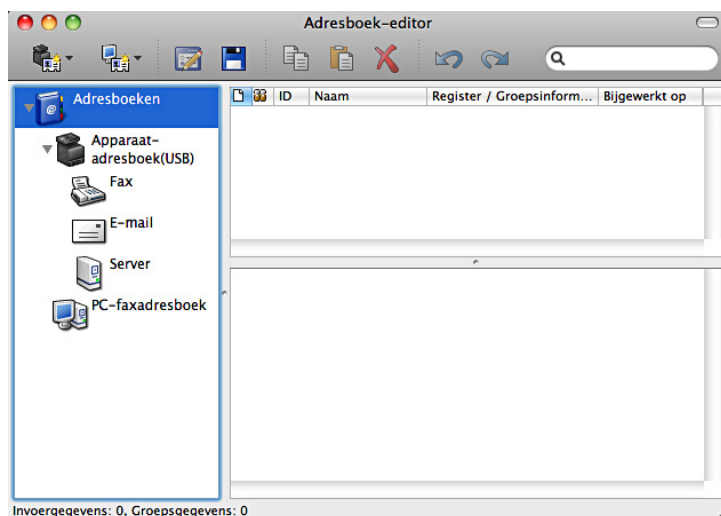 Adresboek-editor
Adresboeken
Apparaat-
adresboek(USB)
Fax
E-mail
Server
PC-faxadresboek
ID Naam Register / Groepsinform... Bijgewerkt op
Invoergegevens: 0, Groepsgegevens: 0